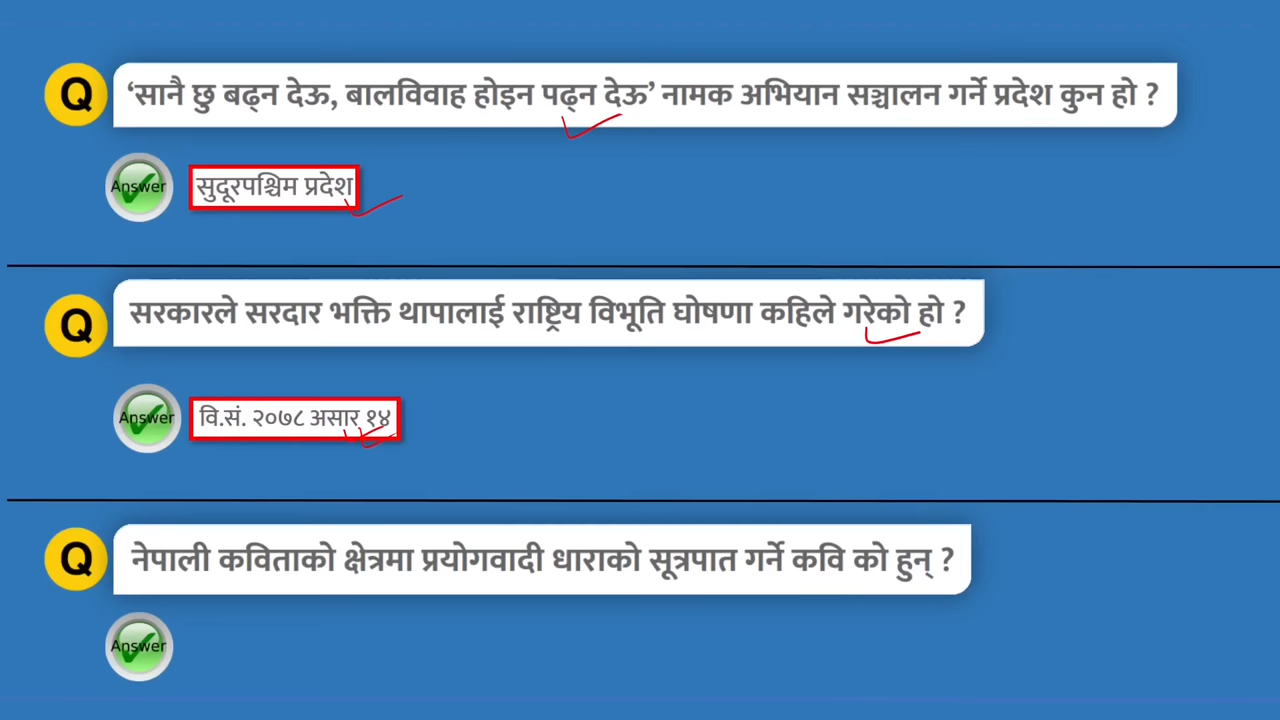 Q ‘सानै छु बढ्न देऊ, बालविवाह होइन पढ्न देऊ’ नामक अभियान सञ्चालन गर्ने प्रदेश कुन हो ?
Answer सुदूरपश्चिम प्रदेश
Q सरकारले सरदार भक्ति थापालाई राष्ट्रिय विभूति घोषणा कहिले गरेको हो ?
Answer वि.सं. २०७८ असार १४
Q नेपाली कविताको क्षेत्रमा प्रयोगवादी धाराको सूत्रपात गर्ने कवि को हुन् ?
Answer